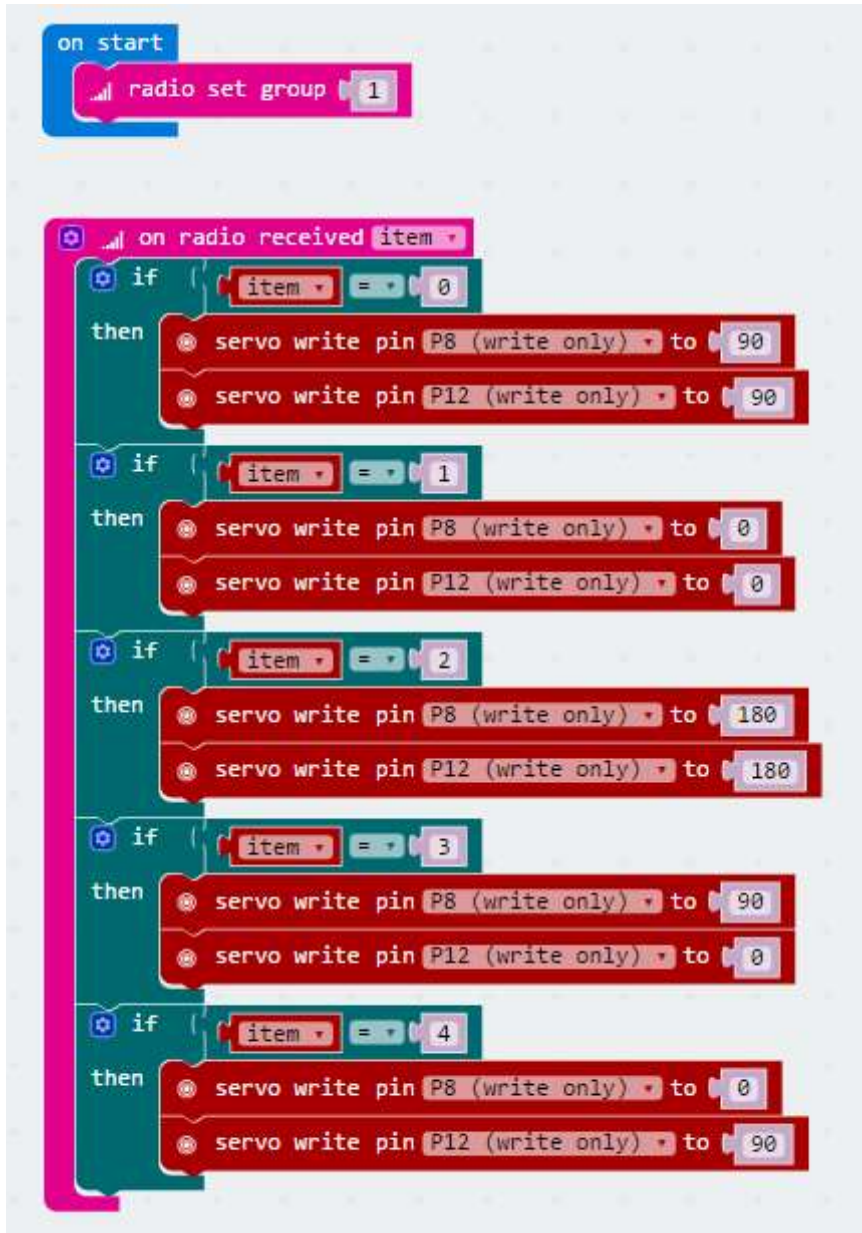 on start
radio set group 1
on radio received item
if item = 0
then servo write pin P8 (write only) to 90
servo write pin P12 (write only) to 90
if item = 1
then servo write pin P8 (write only) to 0
servo write pin P12 (write only) to 0
if item = 2
then servo write pin P8 (write only) to 180
servo write pin P12 (write only) to 180
if item = 3
then servo write pin P8 (write only) to 90
servo write pin P12 (write only) to 0
if item = 4
then servo write pin P8 (write only) to 0
servo write pin P12 (write only) to 90